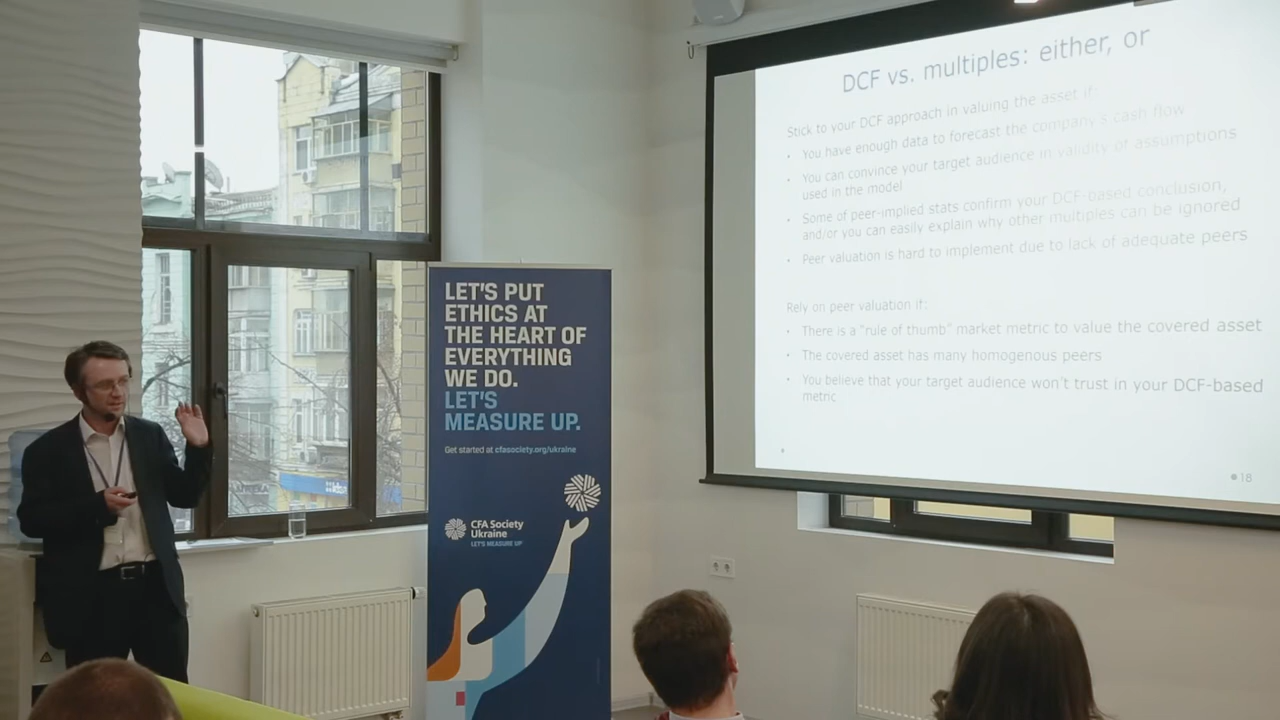 DCF vs. multiples: either, or
Stick to your DCF approach in valuing the asset if:
• You have enough data to forecast the company's cash flow
• You can convince your target audience in validity of assumptions
used in the model
• Some of peer-implied stats confirm your DCF-based conclusion,
and/or you can easily explain why other multiples can be ignored
• Peer valuation is hard to implement due to lack of adequate peers
Rely on peer valuation if:
• There is a "rule of thumb" market metric to value the covered asset
• The covered asset has many homogenous peers
• You believe that your target audience won't trust in your DCF-based
metric
18
LET'S PUT
ETHICS AT
THE HEART OF
EVERYTHING
WE DO.
LET'S
MEASURE UP.
Get started at cfasociety.org/ukraine
CFA Society
Ukraine
LET'S MEASURE UP